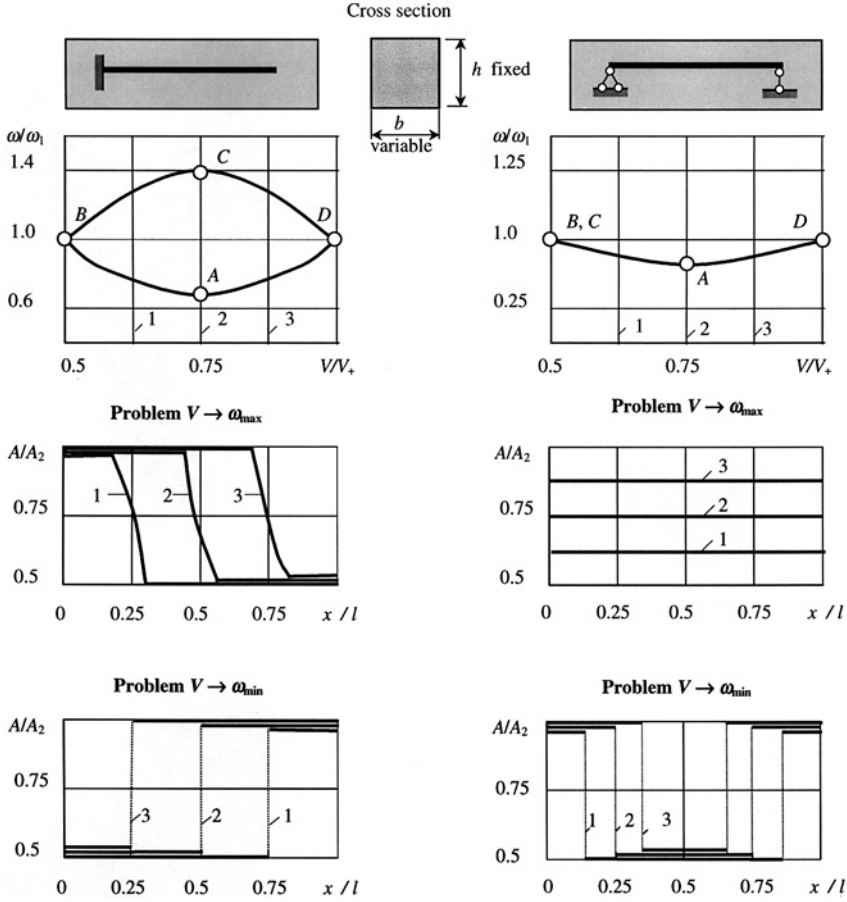 Cross section
h fixed
b
variable
ω/ω₁
1.4
1.0
0.6
B
C
D
A
1
2
3
0.5
0.75
V/V₊
ω/ω₁
1.25
1.0
0.25
B, C
D
A
1
2
3
0.5
0.75
V/V₊
Problem V → ωmax
A/A₂
0.75
0.5
1
2
3
0
0.25
0.5
0.75
x / l
Problem V → ωmax
A/A₂
0.75
0.5
3
2
1
0
0.25
0.5
0.75
x / l
Problem V → ωmin
A/A₂
0.75
0.5
3
2
1
0
0.25
0.5
0.75
x / l
Problem V → ωmin
A/A₂
0.75
0.5
1
2
3
0
0.25
0.5
0.75
x / l